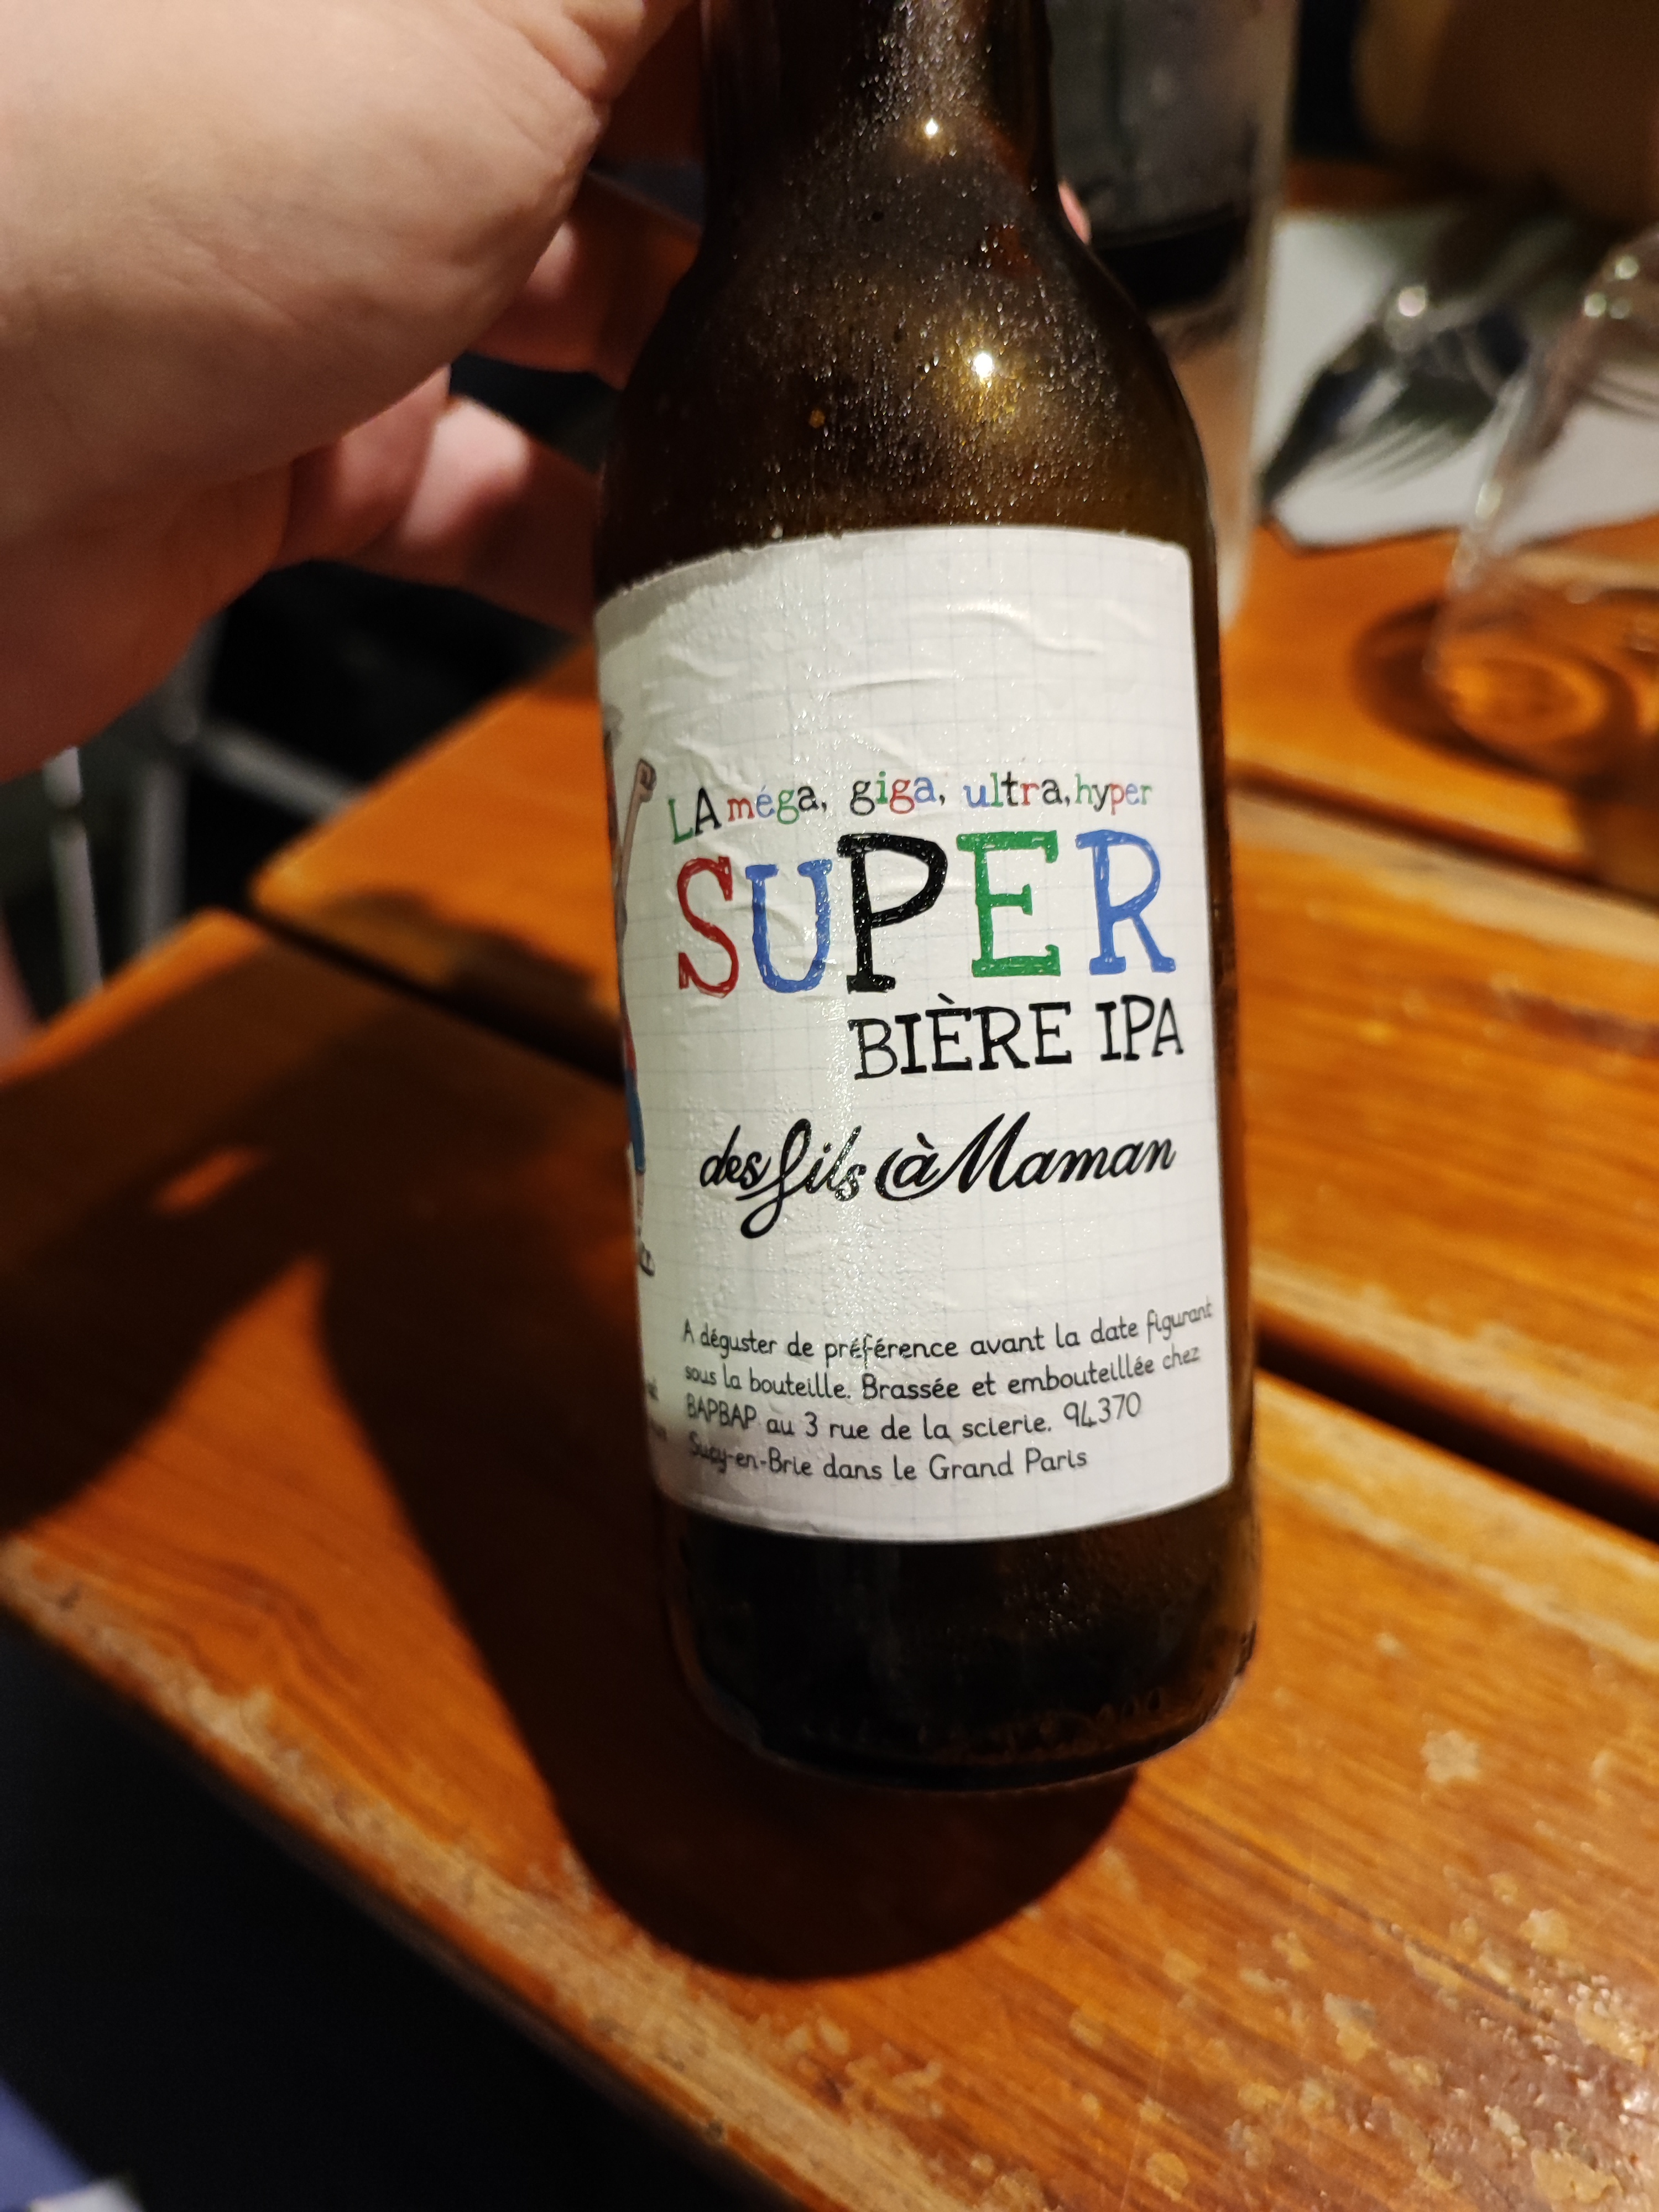 LA méga, giga, ultra, hyper
SUPER
BIÈRE IPA
des fils à Maman
A déguster de préférence avant la date figurant
sous la bouteille. Brassée et embouteillée chez
BAPBAP au 3 rue de la scierie. 94370
Sucy-en-Brie dans le Grand Paris